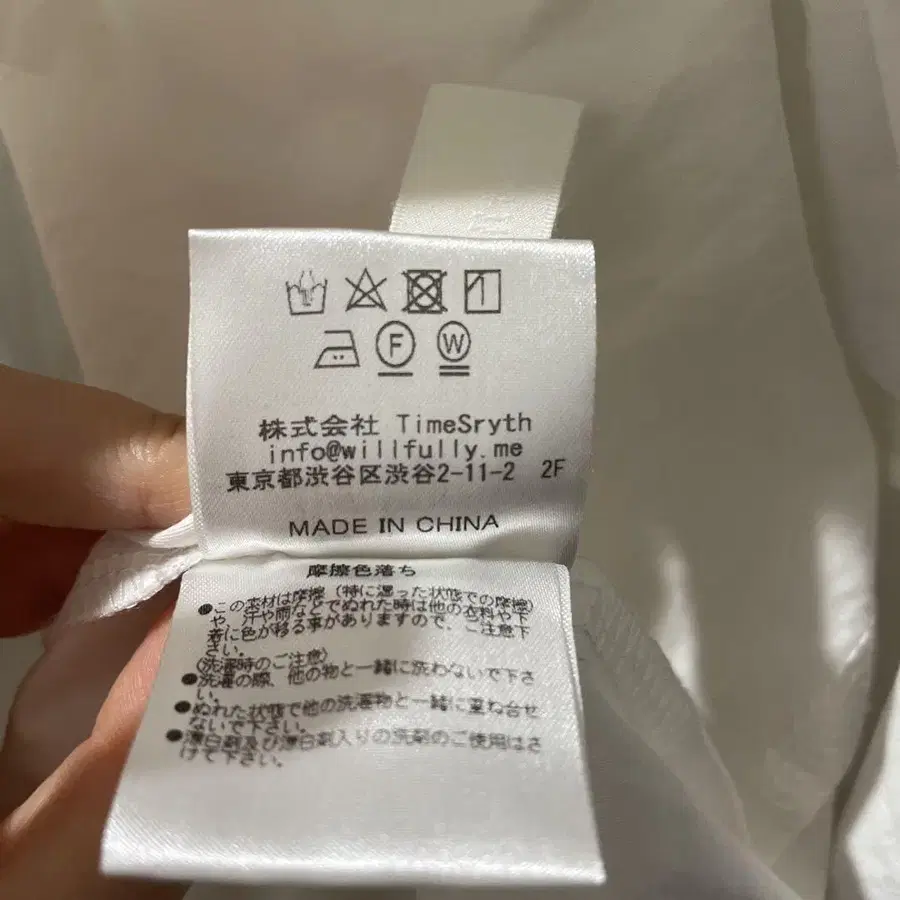 F W
株式会社 TimeSryth
info@willfully.me
東京都渋谷区渋谷2-11-2 2F
MADE IN CHINA
摩擦色落ち
●この素材は摩擦（特に湿った状態での摩擦）
や、汗や雨などでぬれた時は他の衣料や下
着に色が移る事がありますので、ご注意下
さい。
(洗濯時のご注意)
●洗濯の際、他の物と一緒に洗わないで下さ
い。
●ぬれた状態で他の洗濯物と一緒に重ね合せ
ないで下さい。
●漂白剤及び漂白剤入りの洗剤のご使用はさ
けて下さい。